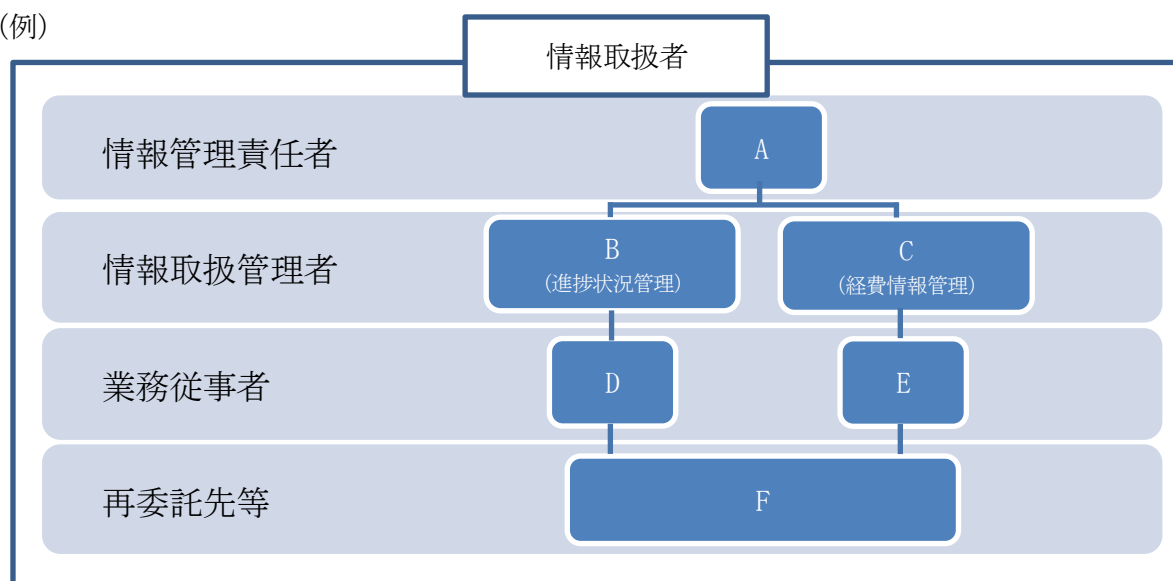 (例)
情報取扱者
情報管理責任者
A
情報取扱管理者
B
(進捗状況管理)
C
(経費情報管理)
業務従事者
D
E
再委託先等
F